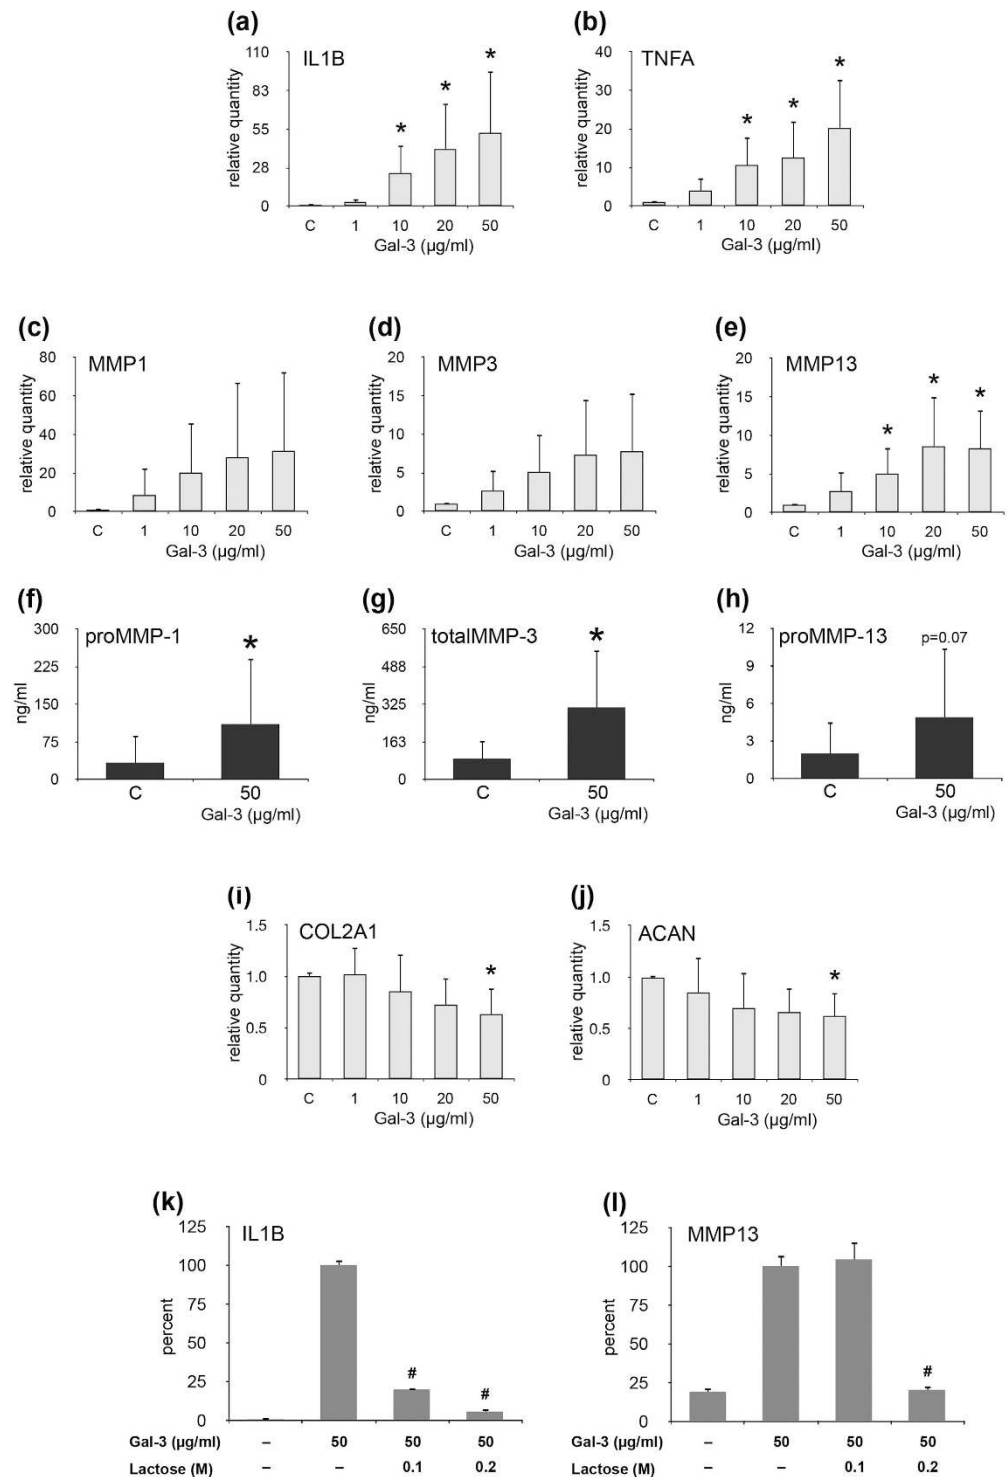 (a) (b)
IL1B TNFA
110 83 55 28 0
relative quantity
* * *
C 1 10 20 50
Gal-3 (µg/ml)
40 30 20 10 0
relative quantity
* * *
C 1 10 20 50
Gal-3 (µg/ml)
(c) (d) (e)
MMP1 MMP3 MMP13
80 60 40 20 0
relative quantity
C 1 10 20 50
Gal-3 (µg/ml)
20 15 10 5 0
relative quantity
C 1 10 20 50
Gal-3 (µg/ml)
20 15 10 5 0
relative quantity
* * *
C 1 10 20 50
Gal-3 (µg/ml)
(f) (g) (h)
proMMP-1 totalMMP-3 proMMP-13
300 225 150 75 0
ng/ml
*
C 50
Gal-3 (µg/ml)
650 488 325 163 0
ng/ml
*
C 50
Gal-3 (µg/ml)
12 9 6 3 0
ng/ml
p=0.07
C 50
Gal-3 (µg/ml)
(i) (j)
COL2A1 ACAN
1.5 1.0 0.5 0
relative quantity
*
C 1 10 20 50
Gal-3 (µg/ml)
1.5 1.0 0.5 0
relative quantity
*
C 1 10 20 50
Gal-3 (µg/ml)
(k) (l)
IL1B MMP13
125 100 75 50 25 0
percent
# #
Gal-3 (µg/ml) – 50 50 50
Lactose (M) – – 0.1 0.2
125 100 75 50 25 0
percent
#
Gal-3 (µg/ml) – 50 50 50
Lactose (M) – – 0.1 0.2